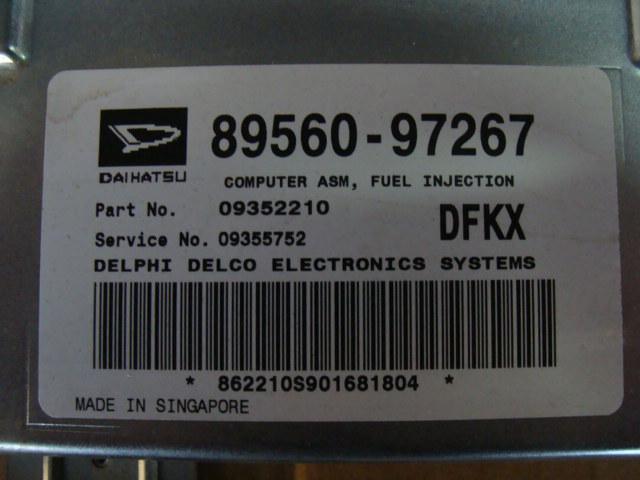 89560-97267
DAIHATSU
COMPUTER ASM, FUEL INJECTION
Part No. 09352210
DFKX
Service No. 09355752
DELPHI DELCO ELECTRONICS SYSTEMS
* 862210S901681804 *
MADE IN SINGAPORE